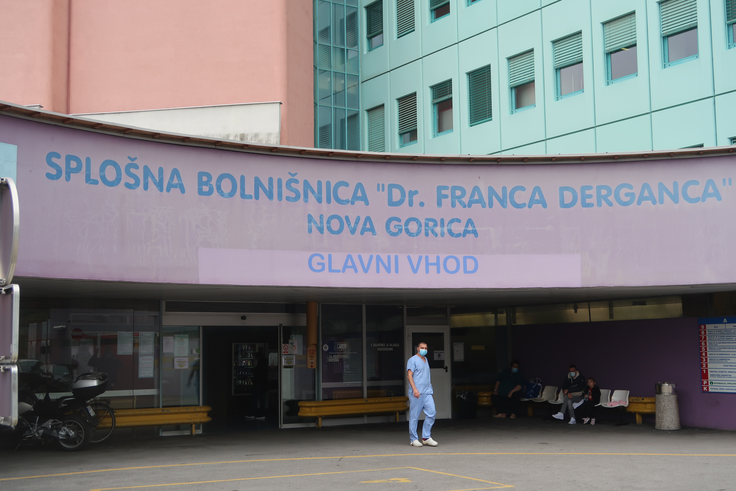 SPLOŠNA BOLNIŠNICA "Dr. FRANCA DERGANCA"
NOVA GORICA
GLAVNI VHOD